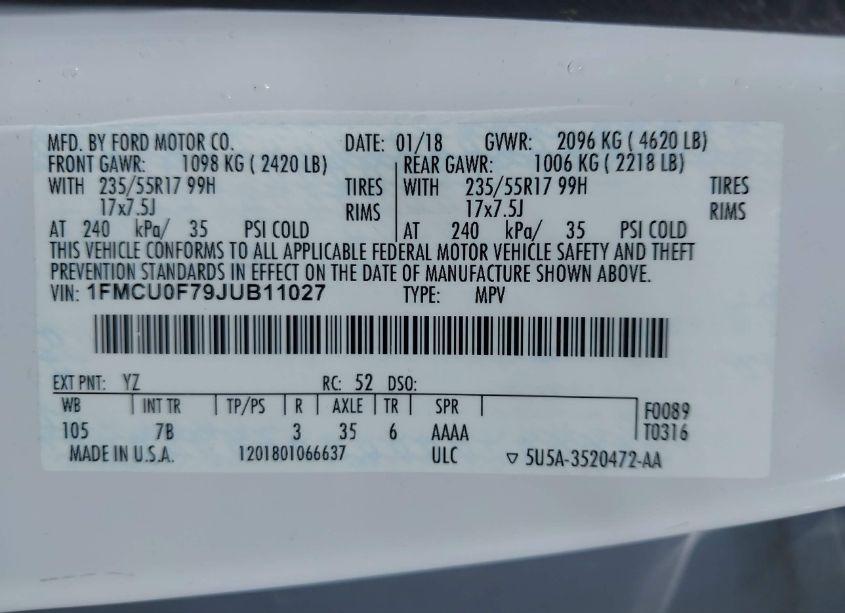 MFD. BY FORD MOTOR CO. DATE: 01/18 GVWR: 2096 KG ( 4620 LB)
FRONT GAWR: 1098 KG ( 2420 LB) REAR GAWR: 1006 KG ( 2218 LB)
WITH 235/55R17 99H TIRES WITH 235/55R17 99H TIRES
17x7.5J RIMS 17x7.5J RIMS
AT 240 kPa/ 35 PSI COLD AT 240 kPa/ 35 PSI COLD
THIS VEHICLE CONFORMS TO ALL APPLICABLE FEDERAL MOTOR VEHICLE SAFETY AND THEFT
PREVENTION STANDARDS IN EFFECT ON THE DATE OF MANUFACTURE SHOWN ABOVE.
VIN: 1FMCU0F79JUB11027 TYPE: MPV
EXT PNT: YZ RC: 52 DSO:
WB INT TR TP/PS R AXLE TR SPR F0089
105 7B 3 35 6 AAAA T0316
MADE IN U.S.A. 1201801066637 ULC ▽ 5U5A-3520472-AA